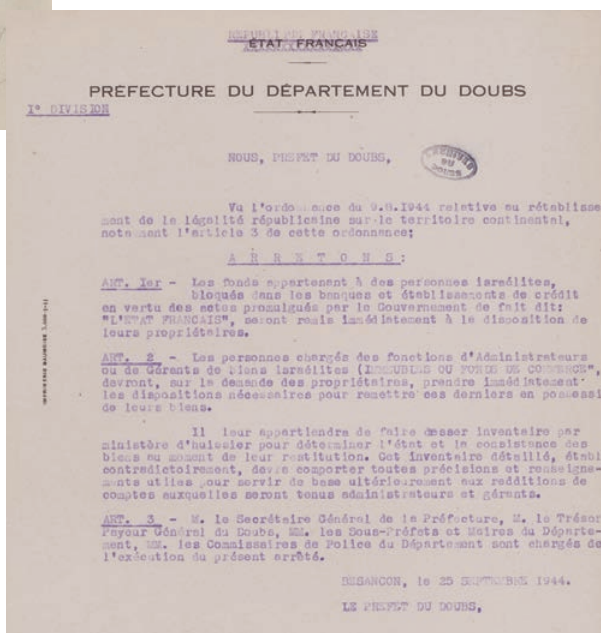 REPUBLIQUE FRANÇAISE
ÉTAT FRANÇAIS
PRÉFECTURE DU DÉPARTEMENT DU DOUBS
I° DIVISION
NOUS, PREFET DU DOUBS,
ARCHIVES
DU
DOUBS
Vu l'ordonnance du 9.8.1944 relative au rétablisse
ment de la légalité républicaine sur le territoire continental,
notamment l'article 3 de cette ordonnance;
A R R E T O N S :
ART. Ier - Les fonds appartenant à des personnes israélites,
bloqués dans les banques et établissements de crédit
en vertu des actes promulgués par le Gouvernement de fait dit:
"L'ETAT FRANCAIS", seront remis immédiatement à la disposition de
leurs propriétaires.
ART. 2 - Les personnes chargés des fonctions d'Administrateurs
ou de Gérants de biens israélites (IMMEUBLES OU FONDS DE COMMERCE",
devront, sur la demande des propriétaires, prendre immédiatement
les dispositions nécessaires pour remettre ces derniers en possessi
de leurs biens.
Il leur appartiendra de faire dresser inventaire par
ministère d'huissier pour déterminer l'état et la consistance des
biens au moment de leur restitution. Cet inventaire détaillé, établ
contradictoirement, devra comporter toutes précisions et renseigne-
ments utiles pour servir de base ultérieurement aux redditions de
comptes auxquelles seront tenus administrateurs et gérants.
ART. 3 - M. le Secrétaire Général de la Préfecture, M. le Trésor
Payeur Général du Doubs, MM. les Sous-Préfets et Maires du Départe-
ment, MM. les Commissaires de Police du Département sont chargés de
l'exécution du présent arrêté.
BESANCON, le 25 SEPTEMBRE 1944.
LE PREFET DU DOUBS,